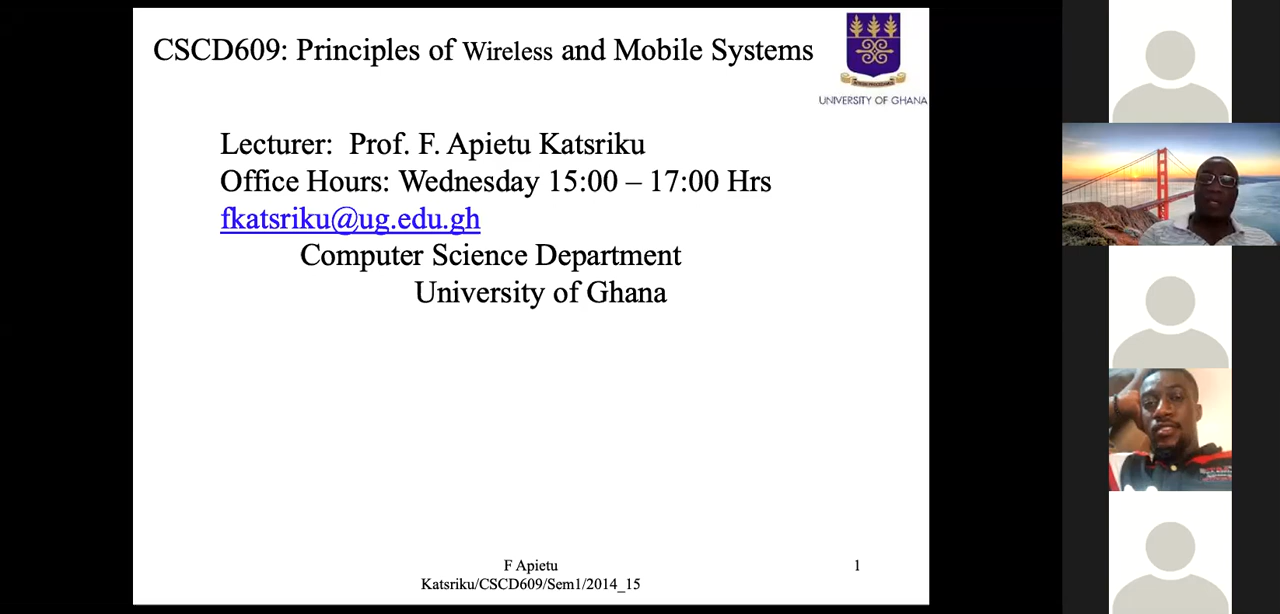 CSCD609: Principles of Wireless and Mobile Systems
UNIVERSITY OF GHANA
Lecturer: Prof. F. Apietu Katsriku
Office Hours: Wednesday 15:00 – 17:00 Hrs
fkatsriku@ug.edu.gh
Computer Science Department
University of Ghana
F Apietu
Katsriku/CSCD609/Sem1/2014_15
1